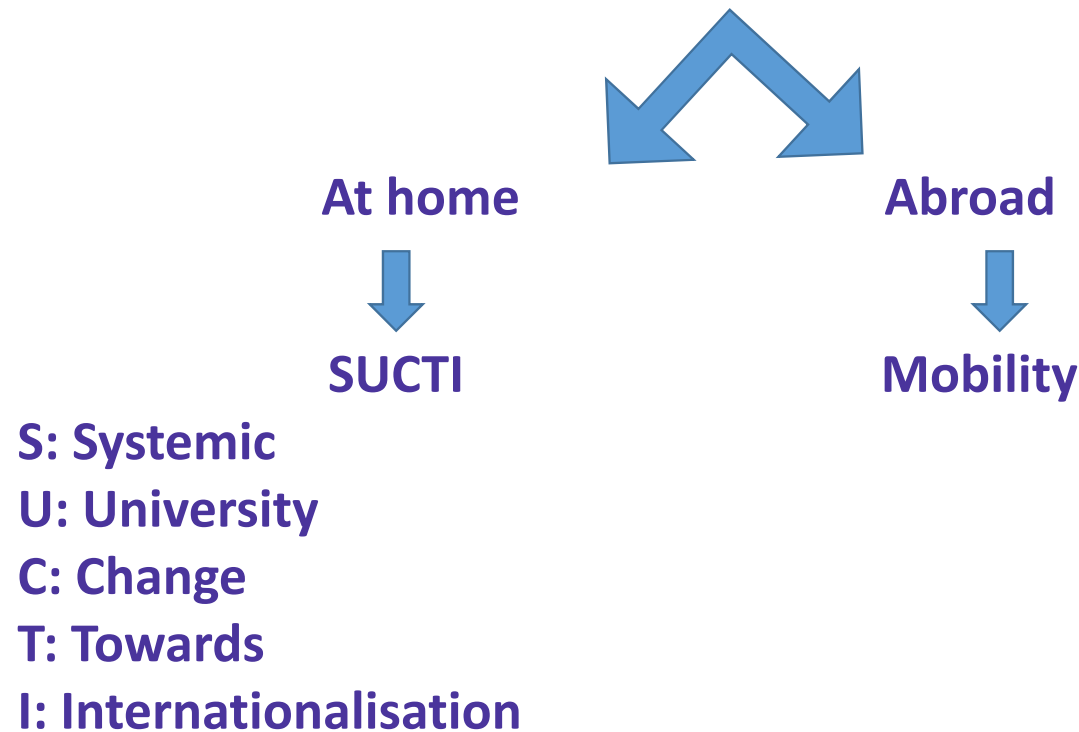 At home
Abroad
SUCTI
Mobility
S: Systemic
U: University
C: Change
T: Towards
I: Internationalisation